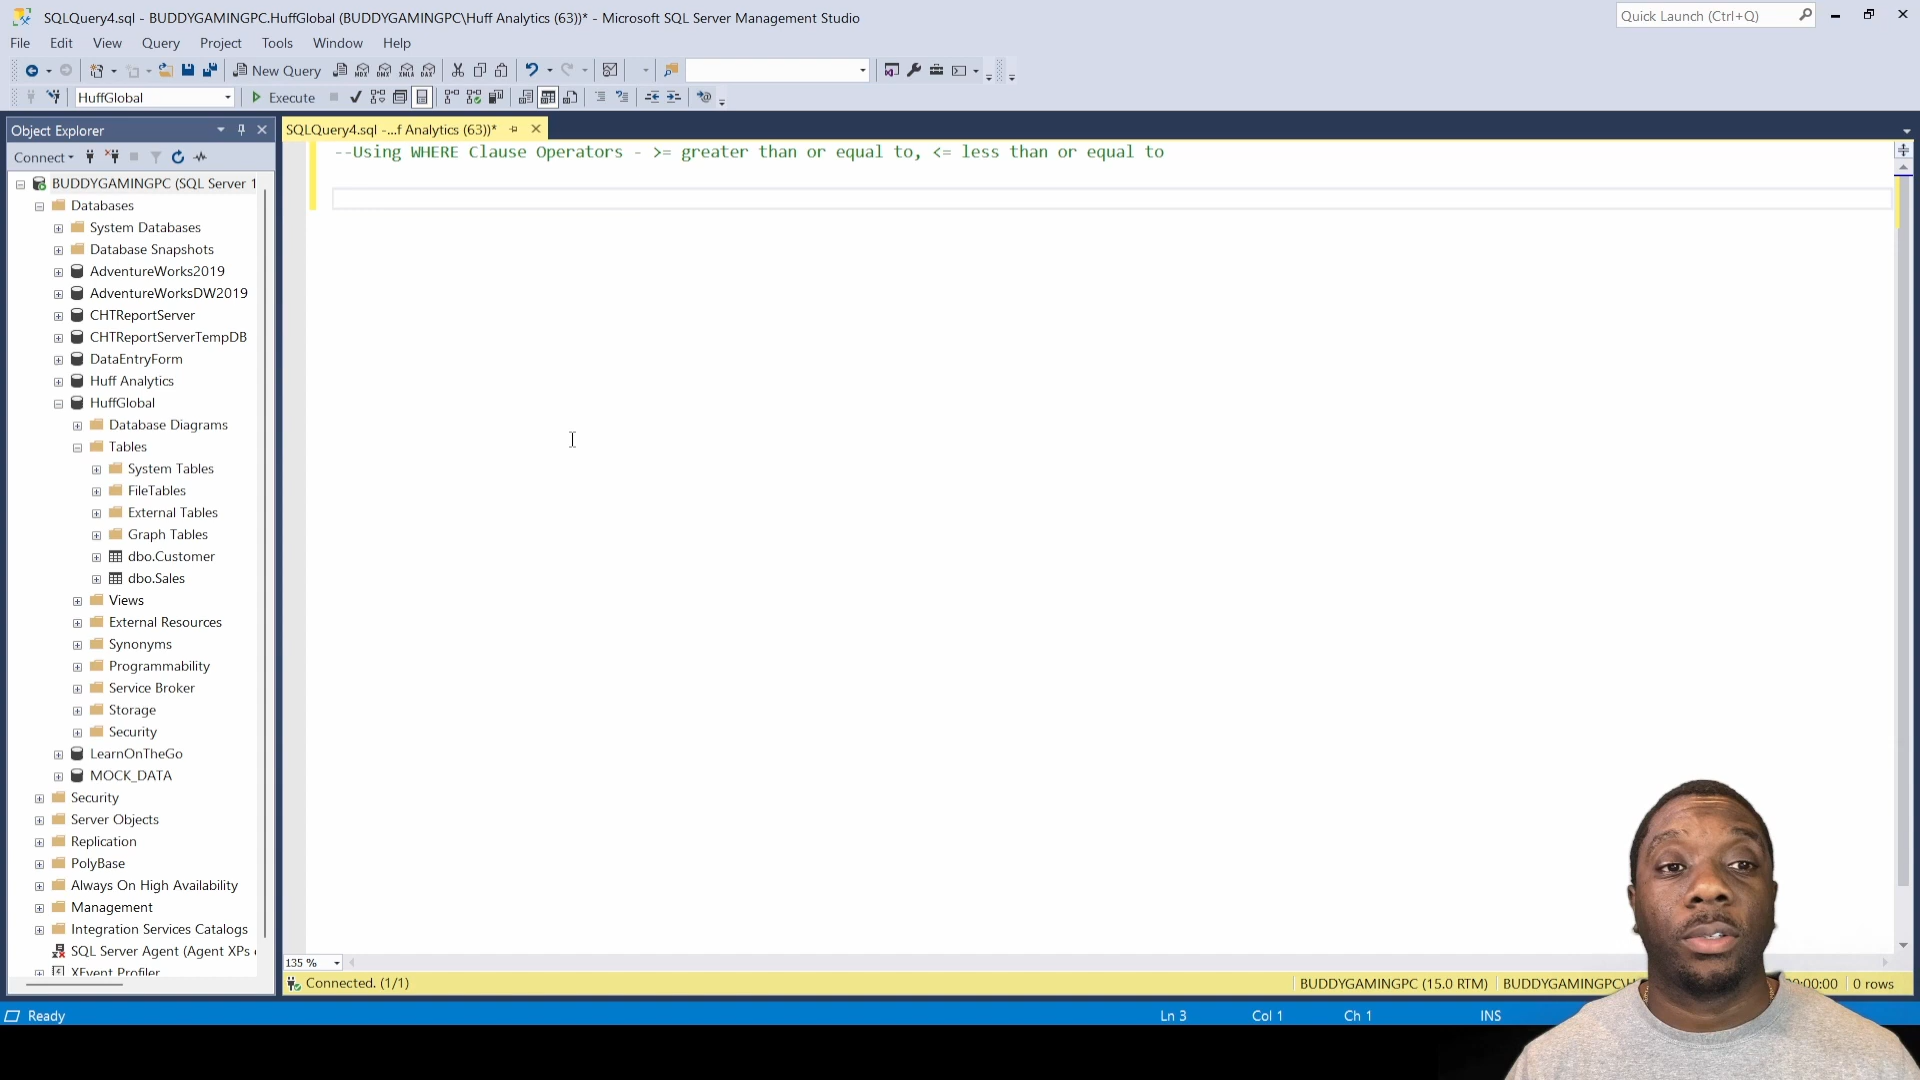 SQLQuery4.sql - BUDDYGAMINGPC.HuffGlobal (BUDDYGAMINGPC\Huff Analytics (63))* - Microsoft SQL Server Management Studio
Quick Launch (Ctrl+Q)
File Edit View Query Project Tools Window Help
New Query
HuffGlobal
Execute
Object Explorer
SQLQuery4.sql -...f Analytics (63))*
Connect
--Using WHERE Clause Operators - >= greater than or equal to, <= less than or equal to
BUDDYGAMINGPC (SQL Server 1
Databases
System Databases
Database Snapshots
AdventureWorks2019
AdventureWorksDW2019
CHTReportServer
CHTReportServerTempDB
DataEntryForm
Huff Analytics
HuffGlobal
Database Diagrams
Tables
System Tables
FileTables
External Tables
Graph Tables
dbo.Customer
dbo.Sales
Views
External Resources
Synonyms
Programmability
Service Broker
Storage
Security
LearnOnTheGo
MOCK_DATA
Security
Server Objects
Replication
PolyBase
Always On High Availability
Management
Integration Services Catalogs
SQL Server Agent (Agent XPs
XEvent Profiler
135 %
Connected. (1/1)
BUDDYGAMINGPC (15.0 RTM)
BUDDYGAMINGPC\H
00:00
0 rows
Ready
Ln 3
Col 1
Ch 1
INS